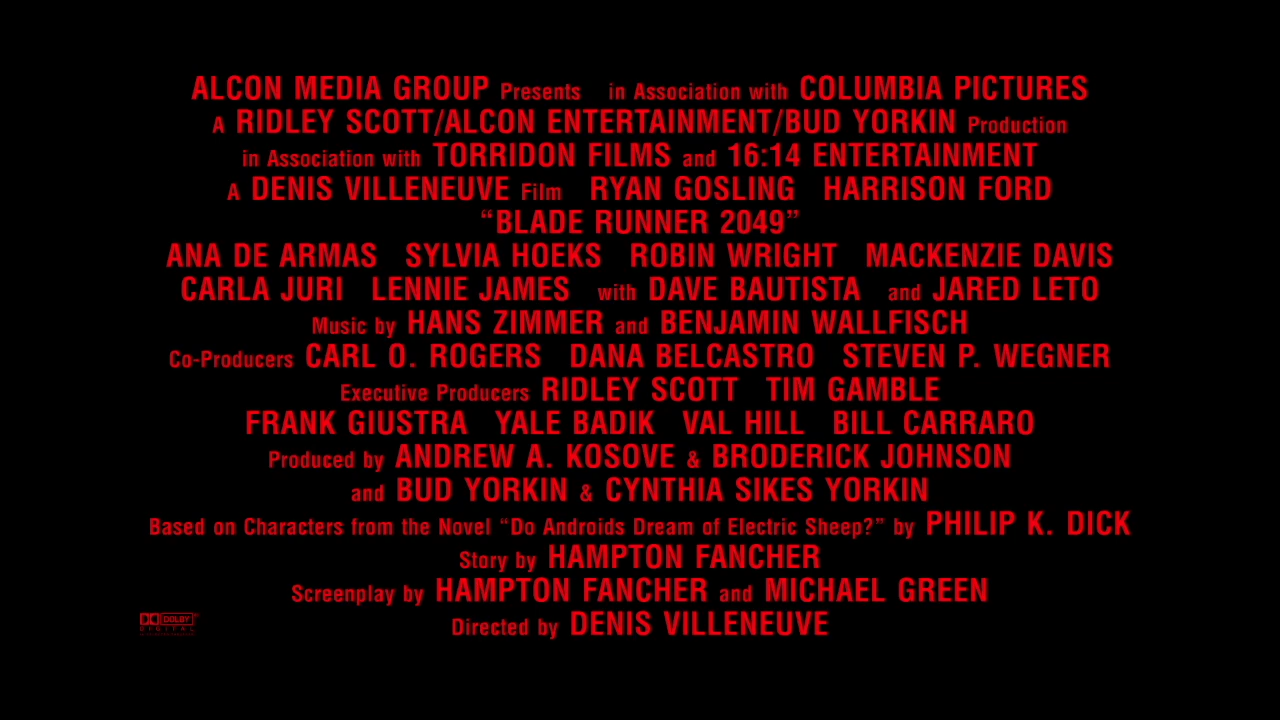 ALCON MEDIA GROUP Presents in Association with COLUMBIA PICTURES
A RIDLEY SCOTT/ALCON ENTERTAINMENT/BUD YORKIN Production
in Association with TORRIDON FILMS and 16:14 ENTERTAINMENT
A DENIS VILLENEUVE Film RYAN GOSLING HARRISON FORD
“BLADE RUNNER 2049”
ANA DE ARMAS SYLVIA HOEKS ROBIN WRIGHT MACKENZIE DAVIS
CARLA JURI LENNIE JAMES with DAVE BAUTISTA and JARED LETO
Music by HANS ZIMMER and BENJAMIN WALLFISCH
Co-Producers CARL O. ROGERS DANA BELCASTRO STEVEN P. WEGNER
Executive Producers RIDLEY SCOTT TIM GAMBLE
FRANK GIUSTRA YALE BADIK VAL HILL BILL CARRARO
Produced by ANDREW A. KOSOVE & BRODERICK JOHNSON
and BUD YORKIN & CYNTHIA SIKES YORKIN
Based on Characters from the Novel “Do Androids Dream of Electric Sheep?” by PHILIP K. DICK
Story by HAMPTON FANCHER
Screenplay by HAMPTON FANCHER and MICHAEL GREEN
Directed by DENIS VILLENEUVE
DOLBY
DIGITAL